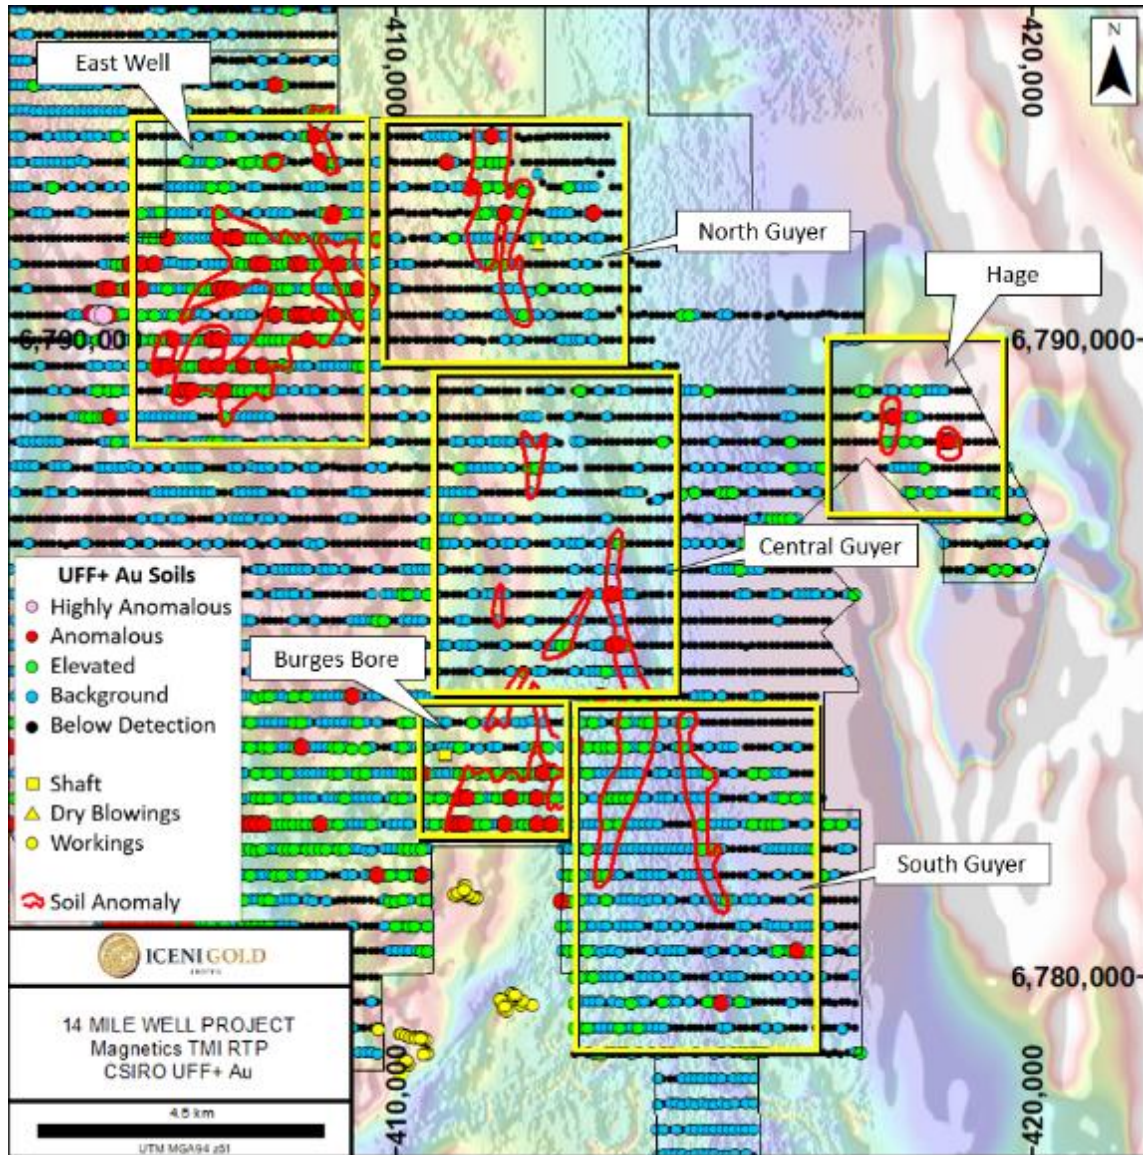 410,000
420,000
N
East Well
North Guyer
Hage
6,790,00
6,790,000
Central Guyer
UFF+ Au Soils
Highly Anomalous
Anomalous
Elevated
Background
Below Detection
Shaft
Dry Blowings
Workings
Soil Anomaly
Burges Bore
South Guyer
6,780,000
ICENIGOLD
14 MILE WELL PROJECT
Magnetics TMI RTP
CSIRO UFF+ Au
4.5 km
UTM MGA94 z51
410,000
420,000